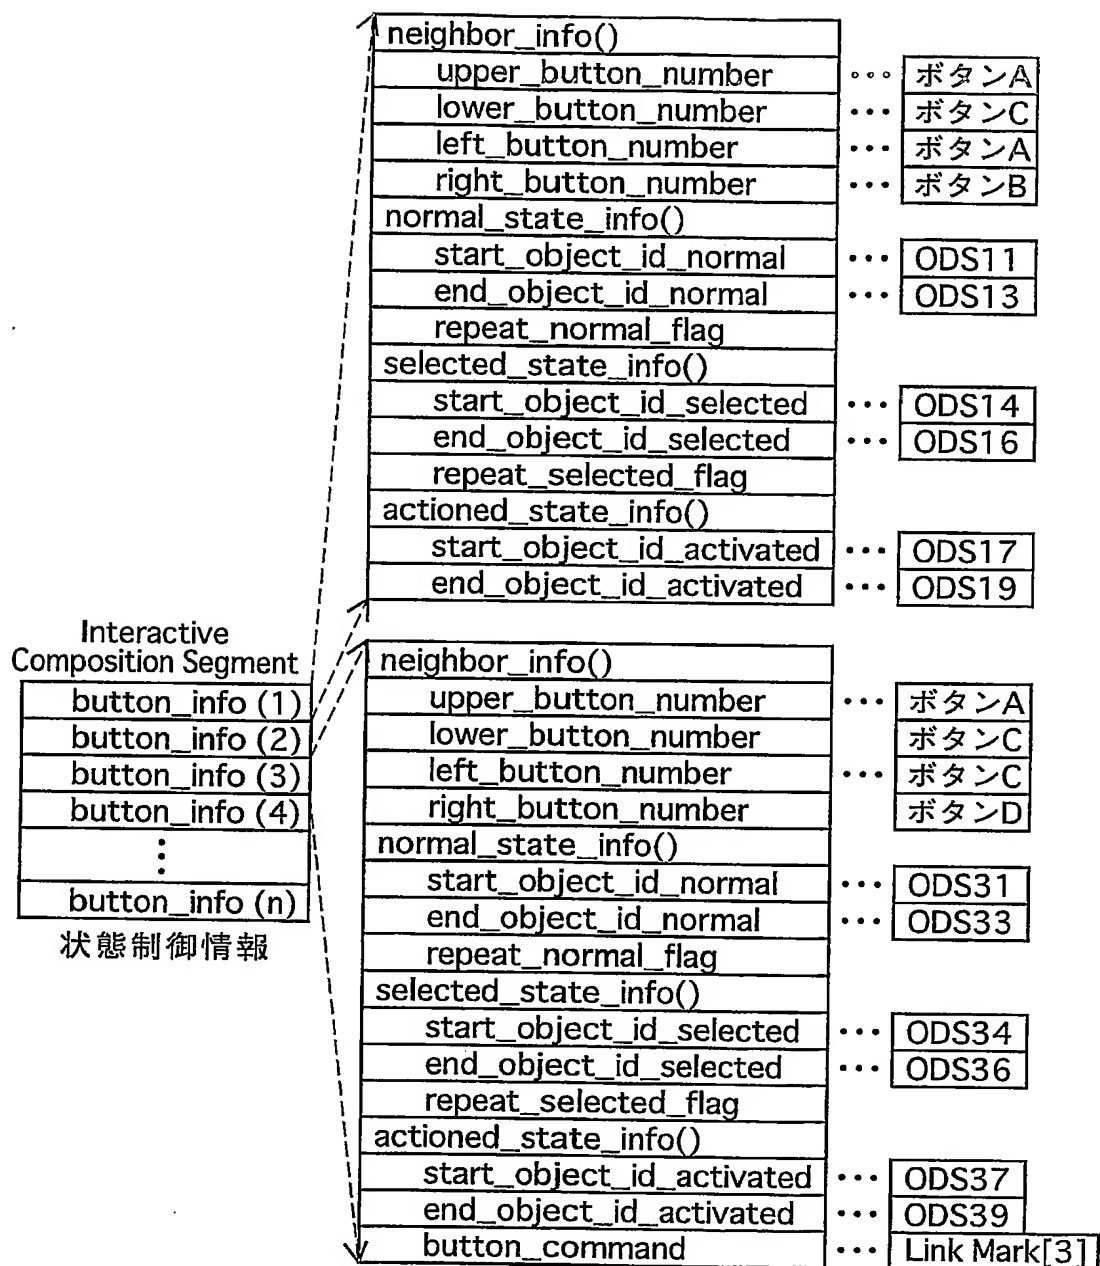 neighbor_info()
upper_button_number ... ボタンA
lower_button_number ... ボタンC
left_button_number ... ボタンA
right_button_number ... ボタンB
normal_state_info()
start_object_id_normal ... ODS11
end_object_id_normal ... ODS13
repeat_normal_flag
selected_state_info()
start_object_id_selected ... ODS14
end_object_id_selected ... ODS16
repeat_selected_flag
actioned_state_info()
start_object_id_activated ... ODS17
end_object_id_activated ... ODS19
Interactive
Composition Segment
button_info (1)
button_info (2)
button_info (3)
button_info (4)
⋮
button_info (n)
状態制御情報
neighbor_info()
upper_button_number ... ボタンA
lower_button_number ボタンC
left_button_number ... ボタンC
right_button_number ボタンD
normal_state_info()
start_object_id_normal ... ODS31
end_object_id_normal ... ODS33
repeat_normal_flag
selected_state_info()
start_object_id_selected ... ODS34
end_object_id_selected ... ODS36
repeat_selected_flag
actioned_state_info()
start_object_id_activated ... ODS37
end_object_id_activated ... ODS39
button_command ... Link Mark[3]